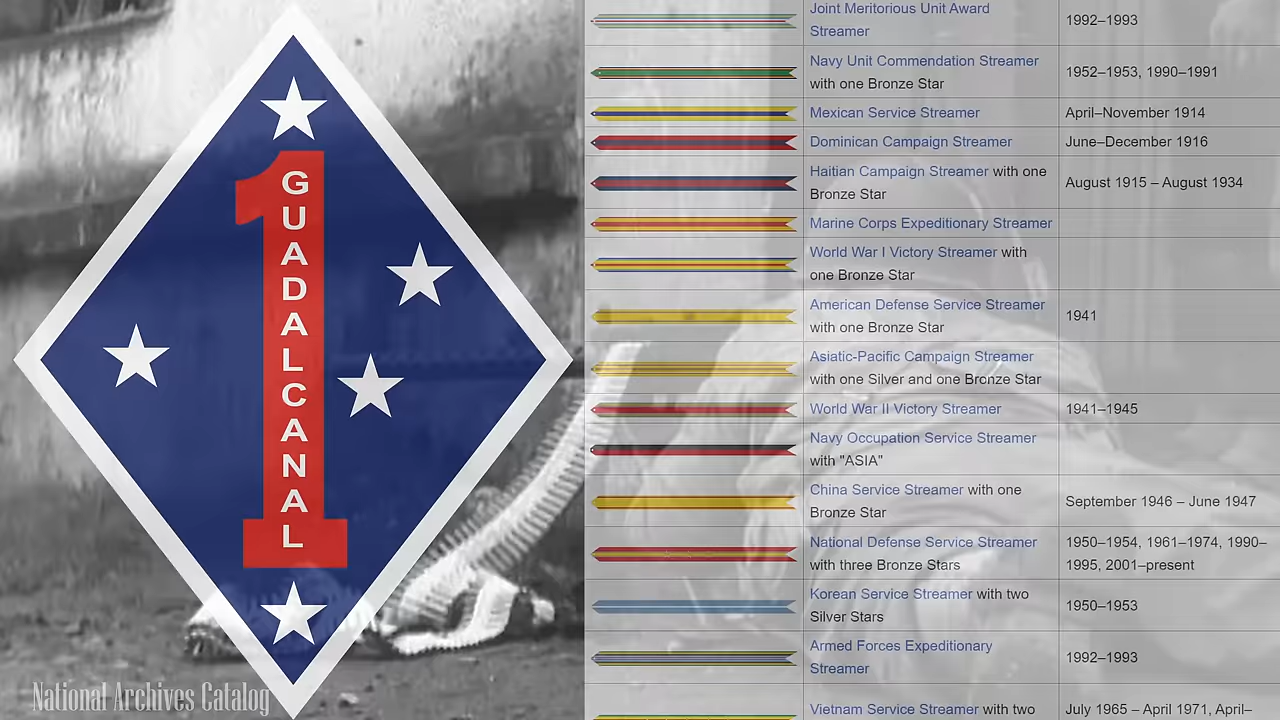 1
GUADALCANAL
National Archives Catalog
Joint Meritorious Unit Award
Streamer
1992–1993
Navy Unit Commendation Streamer
with one Bronze Star
1952–1953, 1990–1991
Mexican Service Streamer
April–November 1914
Dominican Campaign Streamer
June–December 1916
Haitian Campaign Streamer with one
Bronze Star
August 1915 – August 1934
Marine Corps Expeditionary Streamer
World War I Victory Streamer with
one Bronze Star
American Defense Service Streamer
with one Bronze Star
1941
Asiatic-Pacific Campaign Streamer
with one Silver and one Bronze Star
World War II Victory Streamer
1941–1945
Navy Occupation Service Streamer
with "ASIA"
China Service Streamer with one
Bronze Star
September 1946 – June 1947
National Defense Service Streamer
with three Bronze Stars
1950–1954, 1961–1974, 1990–
1995, 2001–present
Korean Service Streamer with two
Silver Stars
1950–1953
Armed Forces Expeditionary
Streamer
1992–1993
Vietnam Service Streamer with two
July 1965 – April 1971, April–